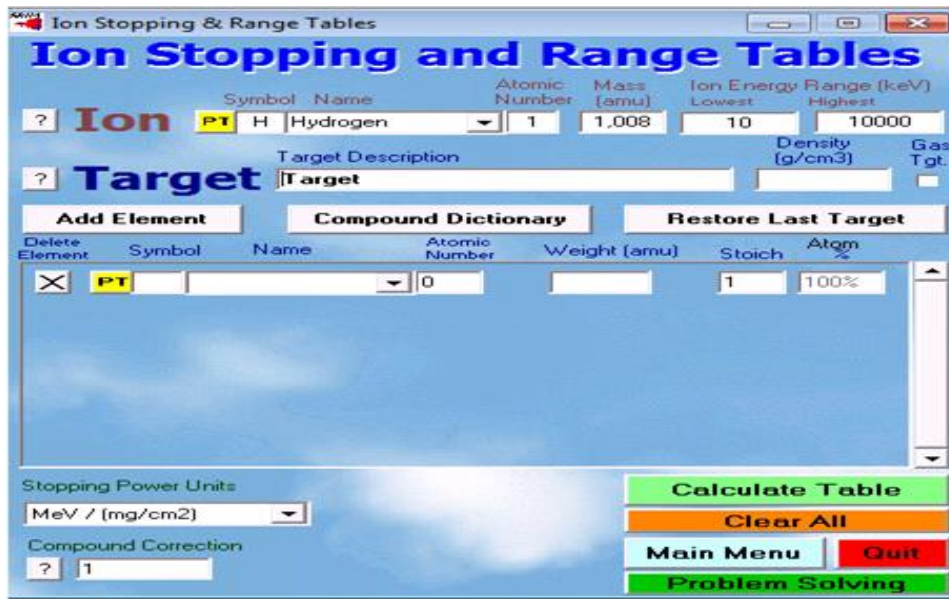 Ion Stopping & Range Tables
Ion Stopping and Range Tables
Symbol Name Atomic Number Mass (amu) Ion Energy Range (keV) Lowest Highest
? Ion PT H Hydrogen 1 1,008 10 10000
Target Description Density (g/cm3) Gas Tgt.
? Target Target
Add Element Compound Dictionary Restore Last Target
Delete Element Symbol Name Atomic Number Weight (amu) Stoich Atom %
X PT 0 1 100%
Stopping Power Units
MeV / (mg/cm2)
Compound Correction
? 1
Calculate Table
Clear All
Main Menu Quit
Problem Solving